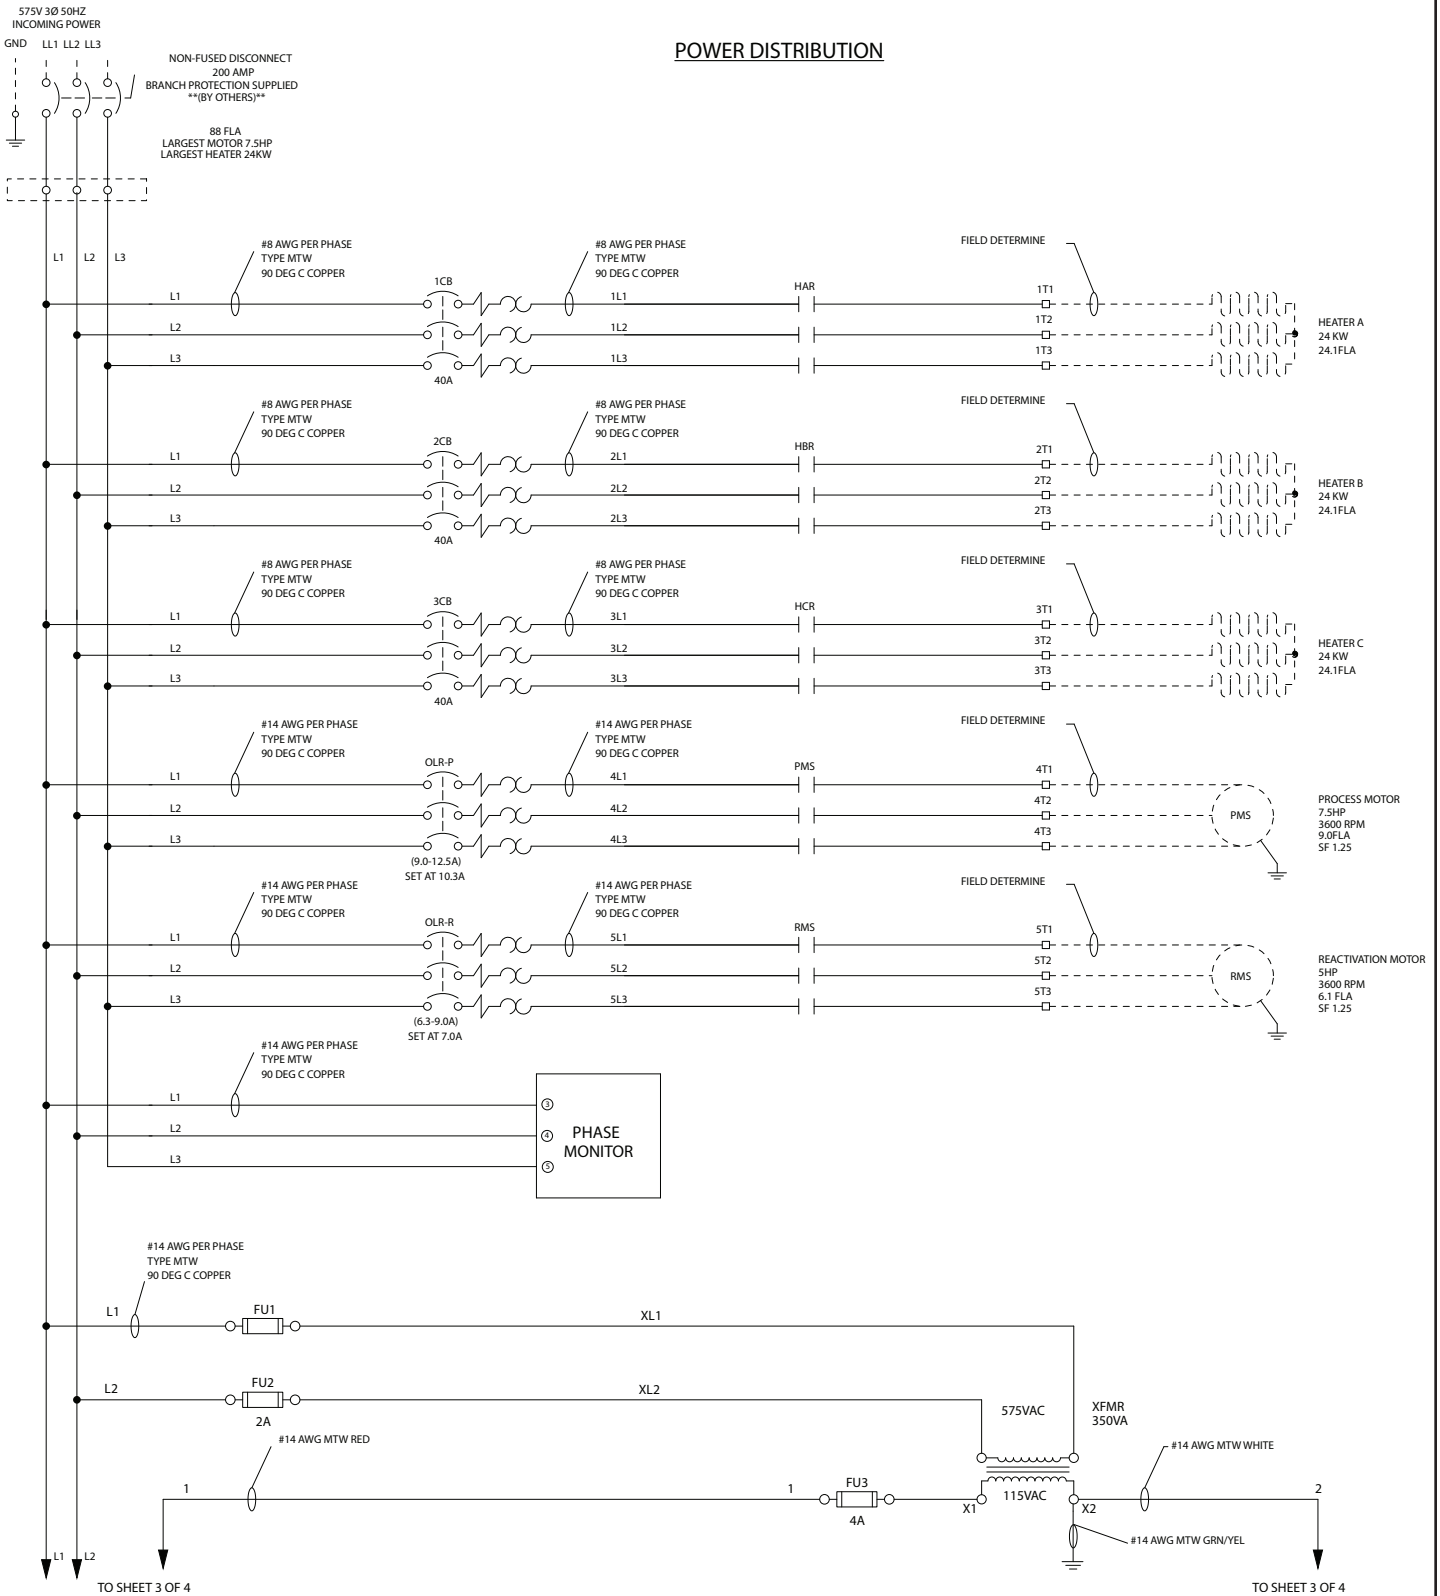 575V 3Ø 50HZ
INCOMING POWER
GND LL1 LL2 LL3
POWER DISTRIBUTION
NON-FUSED DISCONNECT
200 AMP
BRANCH PROTECTION SUPPLIED
**(BY OTHERS)**
88 FLA
LARGEST MOTOR 7.5HP
LARGEST HEATER 24KW
L1 L2 L3
#8 AWG PER PHASE
TYPE MTW
90 DEG C COPPER
#8 AWG PER PHASE
TYPE MTW
90 DEG C COPPER
FIELD DETERMINE
1CB
HAR
L1 1L1 1T1
L2 1L2 1T2
L3 1L3 1T3
40A
HEATER A
24 KW
24.1FLA
#8 AWG PER PHASE
TYPE MTW
90 DEG C COPPER
#8 AWG PER PHASE
TYPE MTW
90 DEG C COPPER
FIELD DETERMINE
2CB
HBR
L1 2L1 2T1
L2 2L2 2T2
L3 2L3 2T3
40A
HEATER B
24 KW
24.1FLA
#8 AWG PER PHASE
TYPE MTW
90 DEG C COPPER
#8 AWG PER PHASE
TYPE MTW
90 DEG C COPPER
FIELD DETERMINE
3CB
HCR
L1 3L1 3T1
L2 3L2 3T2
L3 3L3 3T3
40A
HEATER C
24 KW
24.1FLA
#14 AWG PER PHASE
TYPE MTW
90 DEG C COPPER
#14 AWG PER PHASE
TYPE MTW
90 DEG C COPPER
FIELD DETERMINE
OLR-P
PMS
L1 4L1 4T1
L2 4L2 4T2
L3 4L3 4T3
(9.0-12.5A)
SET AT 10.3A
PMS
PROCESS MOTOR
7.5HP
3600 RPM
9.0FLA
SF 1.25
#14 AWG PER PHASE
TYPE MTW
90 DEG C COPPER
#14 AWG PER PHASE
TYPE MTW
90 DEG C COPPER
FIELD DETERMINE
OLR-R
RMS
L1 5L1 5T1
L2 5L2 5T2
L3 5L3 5T3
(6.3-9.0A)
SET AT 7.0A
RMS
REACTIVATION MOTOR
5HP
3600 RPM
6.1 FLA
SF 1.25
#14 AWG PER PHASE
TYPE MTW
90 DEG C COPPER
L1 3
L2 4
L3 5
PHASE
MONITOR
#14 AWG PER PHASE
TYPE MTW
90 DEG C COPPER
L1 FU1 XL1
L2 FU2 XL2
2A
575VAC
XFMR
350VA
#14 AWG MTW RED
#14 AWG MTW WHITE
1 1 FU3 X1 115VAC X2 2
4A
#14 AWG MTW GRN/YEL
L1 L2
TO SHEET 3 OF 4
TO SHEET 3 OF 4